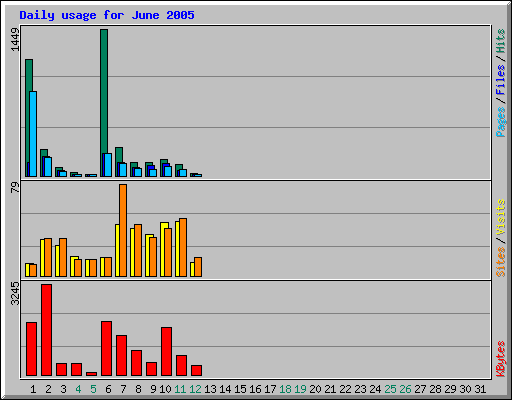 Daily usage for June 2005
1449
Pages/Files/Hits
79
Sites/Visits
3245
KBytes
1 2 3 4 5 6 7 8 9 10 11 12 13 14 15 16 17 18 19 20 21 22 23 24 25 26 27 28 29 30 31